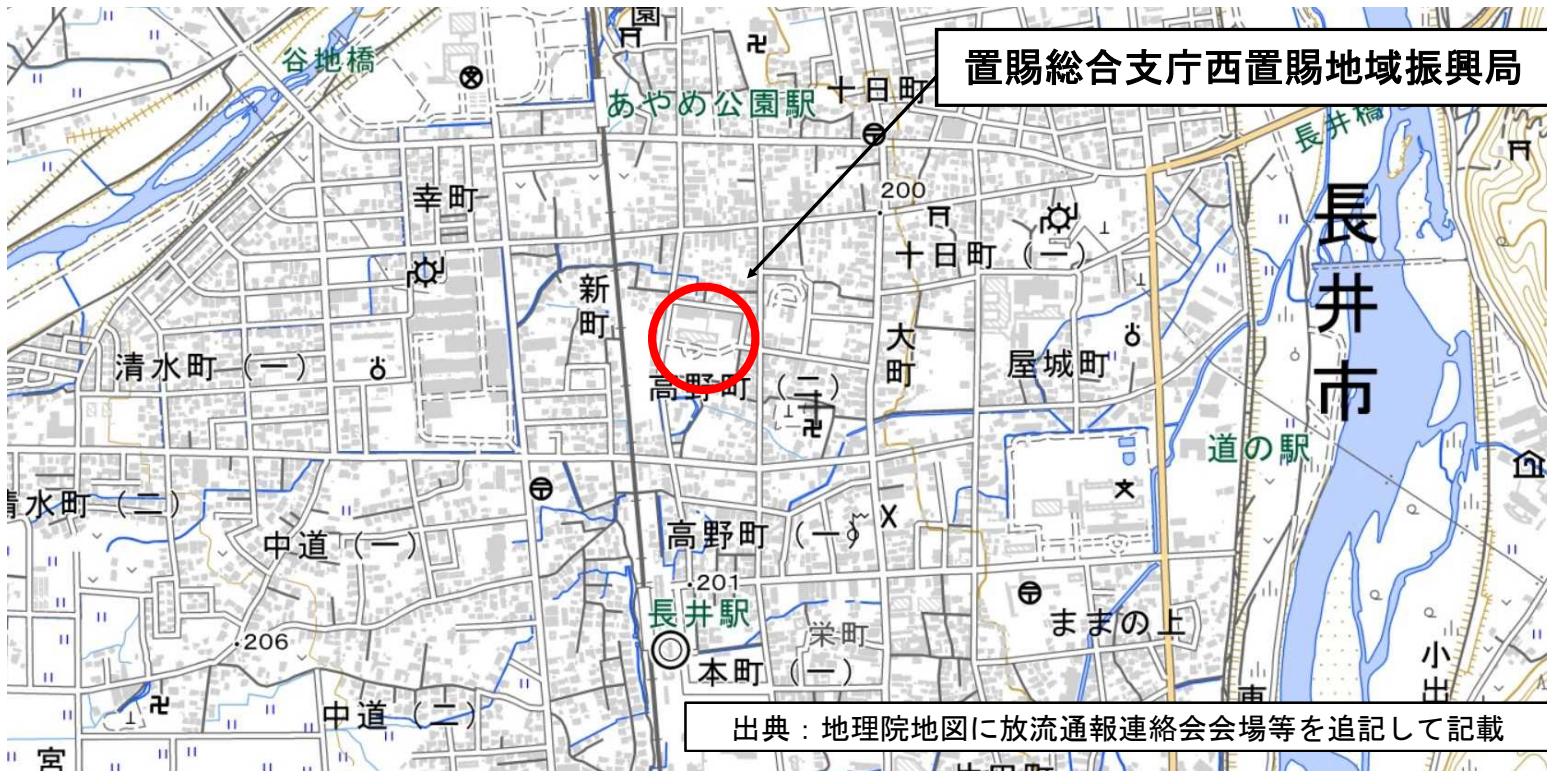 園
谷地橋
置賜総合支庁西置賜地域振興局
あやめ公園駅
十日町
長井橋
幸町
200
長井市
十日町(一)
新町
大町
清水町(一)
屋城町
高野町(二)
道の駅
清水町(二)
中道(一)
高野町(一)
201
長井駅
栄町
ままの上
206
本町(一)
小出
中道(二)
東
出典:地理院地図に放流通報連絡会会場等を追記して記載
宮